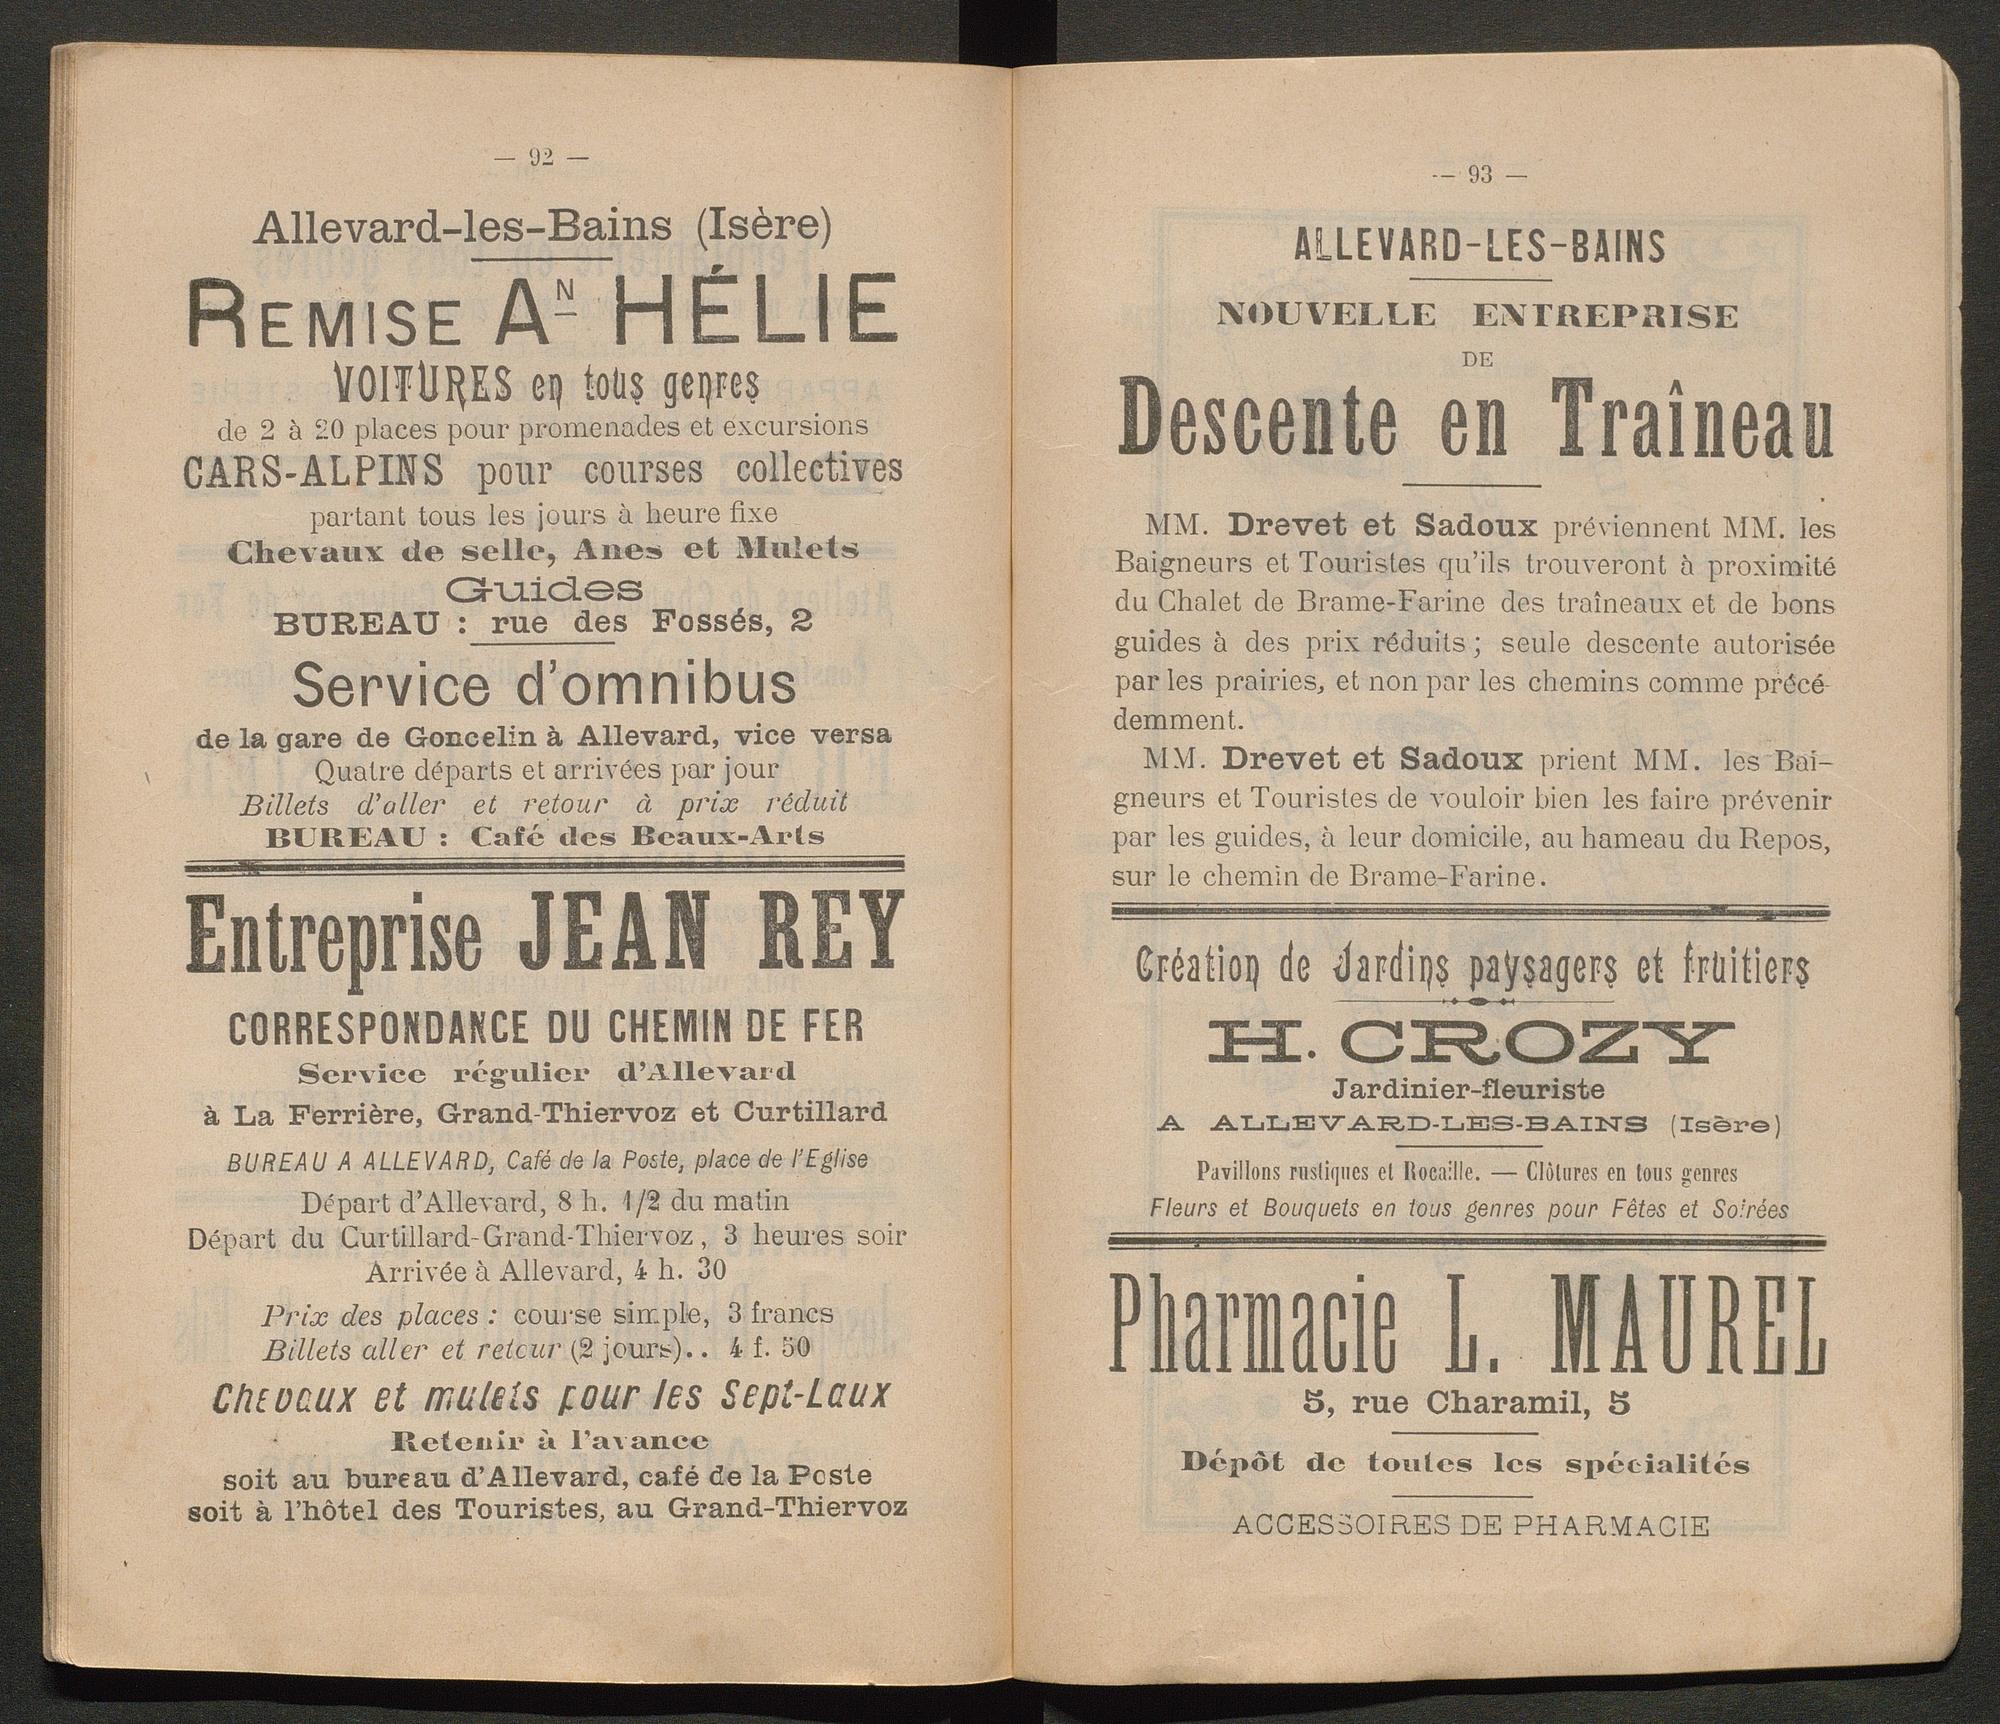 — 92 —
Allevard-les-Bains (Isère)
REMISE AN HÉLIE
VOITURES en tous genres
de 2 à 20 places pour promenades et excursions
CARS-ALPINS pour courses collectives
partant tous les jours à heure fixe
Chevaux de selle, Anes et Mulets
Guides
BUREAU : rue des Fossés, 2
Service d'omnibus
de la gare de Goncelin à Allevard, vice versa
Quatre départs et arrivées par jour
Billets d'aller et retour à prix réduit
BUREAU : Café des Beaux-Arts
Entreprise JEAN REY
CORRESPONDANCE DU CHEMIN DE FER
Service régulier d'Allevard
à La Ferrière, Grand-Thiervoz et Curtillard
BUREAU A ALLEVARD, Café de la Poste, place de l'Eglise
Départ d'Allevard, 8 h. 1/2 du matin
Départ du Curtillard-Grand-Thiervoz, 3 heures soir
Arrivée à Allevard, 4 h. 30
Prix des places : course simple, 3 francs
Billets aller et retour (2 jours).. 4 f. 50
Chevaux et mulets pour les Sept-Laux
Retenir à l'avance
soit au bureau d'Allevard, café de la Poste
soit à l'hôtel des Touristes, au Grand-Thiervoz
— 93 —
ALLEVARD-LES-BAINS
NOUVELLE ENTREPRISE
DE
Descente en Traîneau
MM. Drevet et Sadoux préviennent MM. les
Baigneurs et Touristes qu'ils trouveront à proximité
du Chalet de Brame-Farine des traîneaux et de bons
guides à des prix réduits ; seule descente autorisée
par les prairies, et non par les chemins comme précé-
demment.
MM. Drevet et Sadoux prient MM. les Bai-
gneurs et Touristes de vouloir bien les faire prévenir
par les guides, à leur domicile, au hameau du Repos,
sur le chemin de Brame-Farine.
Création de Jardins paysagers et fruitiers
H. CROZY
Jardinier-fleuriste
A ALLEVARD-LES-BAINS (Isère)
Pavillons rustiques et Rocaille. — Clôtures en tous genres
Fleurs et Bouquets en tous genres pour Fêtes et Soirées
Pharmacie L. MAUREL
5, rue Charamil, 5
Dépôt de toutes les spécialités
ACCESSOIRES DE PHARMACIE